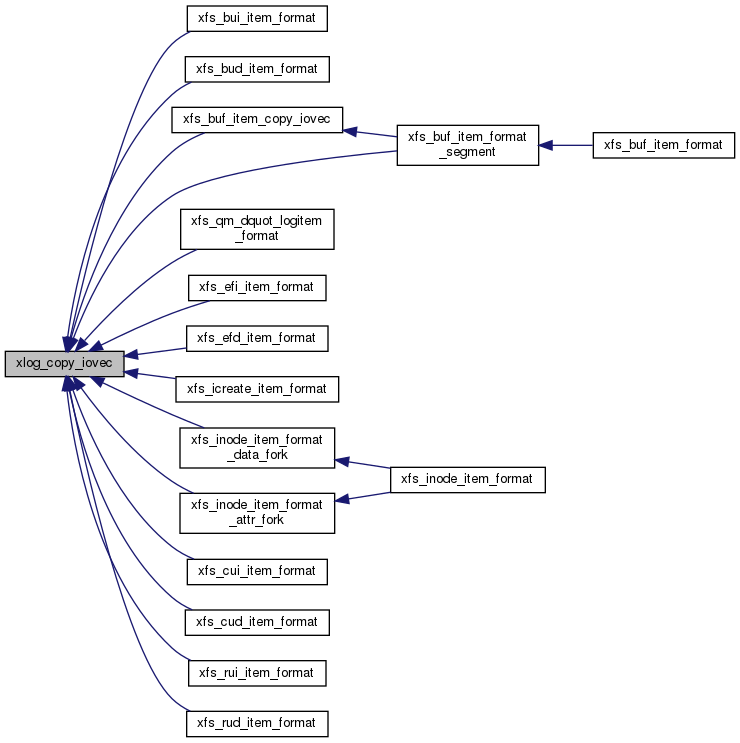 xfs_bui_item_format
xfs_bud_item_format
xfs_buf_item_copy_iovec
xfs_buf_item_format
_segment
xfs_buf_item_format
xfs_qm_dquot_logitem
_format
xfs_efi_item_format
xfs_efd_item_format
xlog_copy_iovec
xfs_icreate_item_format
xfs_inode_item_format
_data_fork
xfs_inode_item_format
xfs_inode_item_format
_attr_fork
xfs_cui_item_format
xfs_cud_item_format
xfs_rui_item_format
xfs_rud_item_format